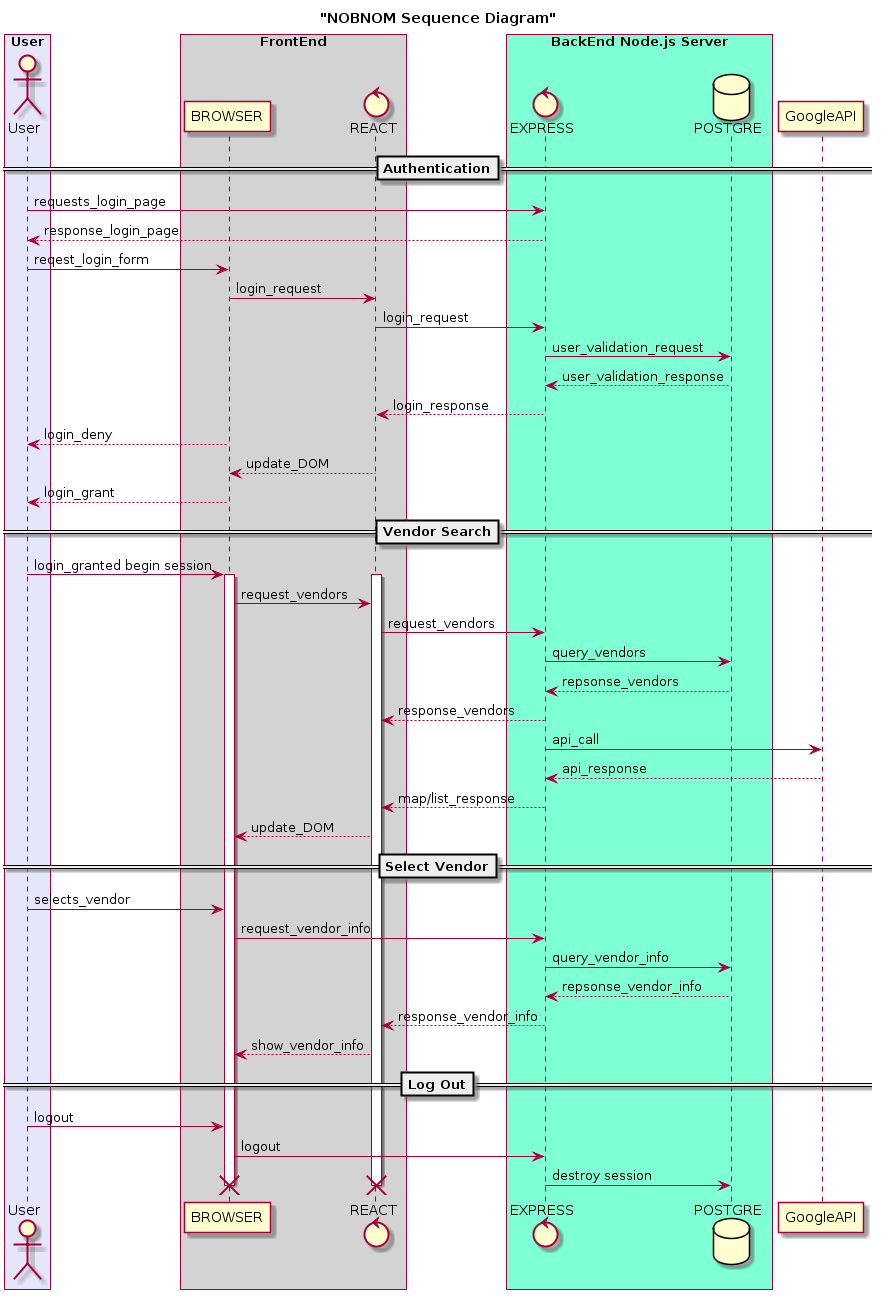 "NOBNOM Sequence Diagram"
User
FrontEnd
BackEnd Node.js Server
User
BROWSER
REACT
EXPRESS
POSTGRE
GoogleAPI
Authentication
requests_login_page
response_login_page
reqest_login_form
login_request
login_request
user_validation_request
user_validation_response
login_response
login_deny
update_DOM
login_grant
Vendor Search
login_granted begin session
request_vendors
request_vendors
query_vendors
repsonse_vendors
response_vendors
api_call
api_response
map/list_response
update_DOM
Select Vendor
selects_vendor
request_vendor_info
query_vendor_info
repsonse_vendor_info
response_vendor_info
show_vendor_info
Log Out
logout
logout
destroy session
User
BROWSER
REACT
EXPRESS
POSTGRE
GoogleAPI